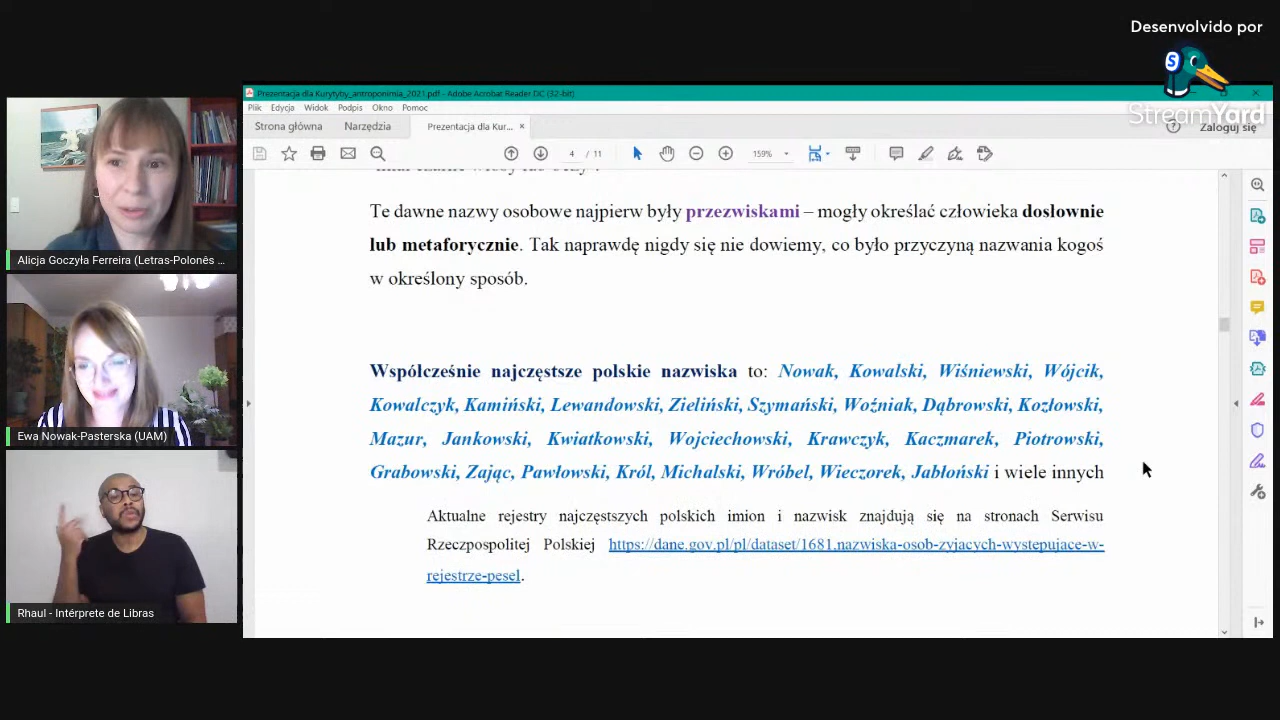 Desenvolvido por
StreamYard
Prezentacja dla Kurytyby_antroponimia_2021.pdf - Adobe Acrobat Reader DC (32-bit)
Plik Edycja Widok Podpis Okno Pomoc
Strona główna Narzędzia Prezentacja dla Kur... ×
Zaloguj się
4 / 11 159%
Te dawne nazwy osobowe najpierw były przezwiskami – mogły określać człowieka dosłownie
lub metaforycznie. Tak naprawdę nigdy się nie dowiemy, co było przyczyną nazwania kogoś
w określony sposób.
Współcześnie najczęstsze polskie nazwiska to: Nowak, Kowalski, Wiśniewski, Wójcik,
Kowalczyk, Kamiński, Lewandowski, Zieliński, Szymański, Woźniak, Dąbrowski, Kozłowski,
Mazur, Jankowski, Kwiatkowski, Wojciechowski, Krawczyk, Kaczmarek, Piotrowski,
Grabowski, Zając, Pawłowski, Król, Michalski, Wróbel, Wieczorek, Jabłoński i wiele innych
Aktualne rejestry najczęstszych polskich imion i nazwisk znajdują się na stronach Serwisu
Rzeczpospolitej Polskiej https://dane.gov.pl/pl/dataset/1681,nazwiska-osob-zyjacych-wystepujace-w-
rejestrze-pesel.
Alicja Goczyła Ferreira (Letras-Polonês ...
Ewa Nowak-Pasterska (UAM)
Rhaul - Intérprete de Libras